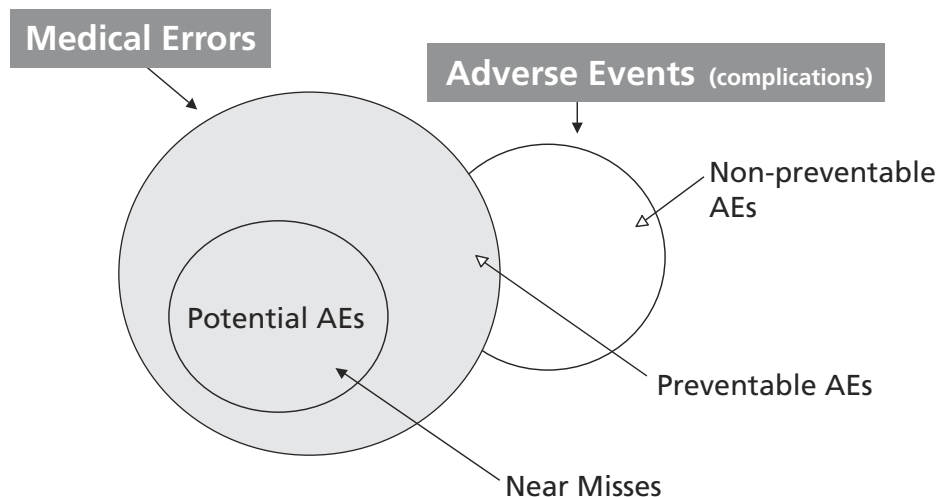 Medical Errors
Adverse Events (complications)
Non-preventable
AEs
Potential AEs
Preventable AEs
Near Misses